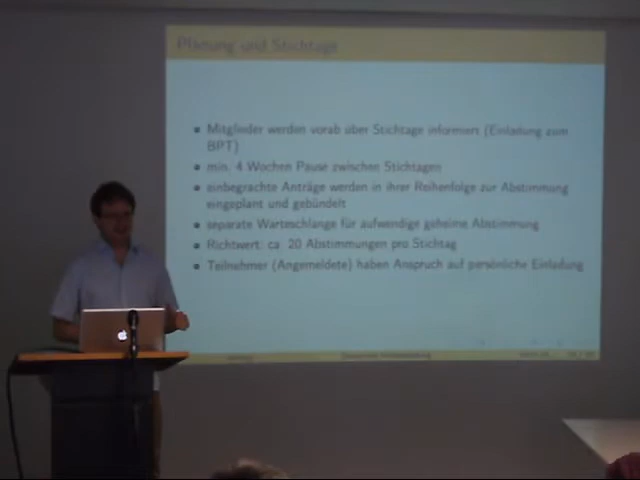 Planung und Stichtage
Mitglieder werden vorab über Stichtage informiert (Einladung zum
BPT)
min. 4 Wochen Pause zwischen Stichtagen
einbegrachte Anträge werden in ihrer Reihenfolge zur Abstimmung
eingeplant und gebündelt
separate Warteschlange für aufwendige geheime Abstimmung
Richtwert: ca. 20 Abstimmungen pro Stichtag
Teilnehmer (Angemeldete) haben Anspruch auf persönliche Einladung